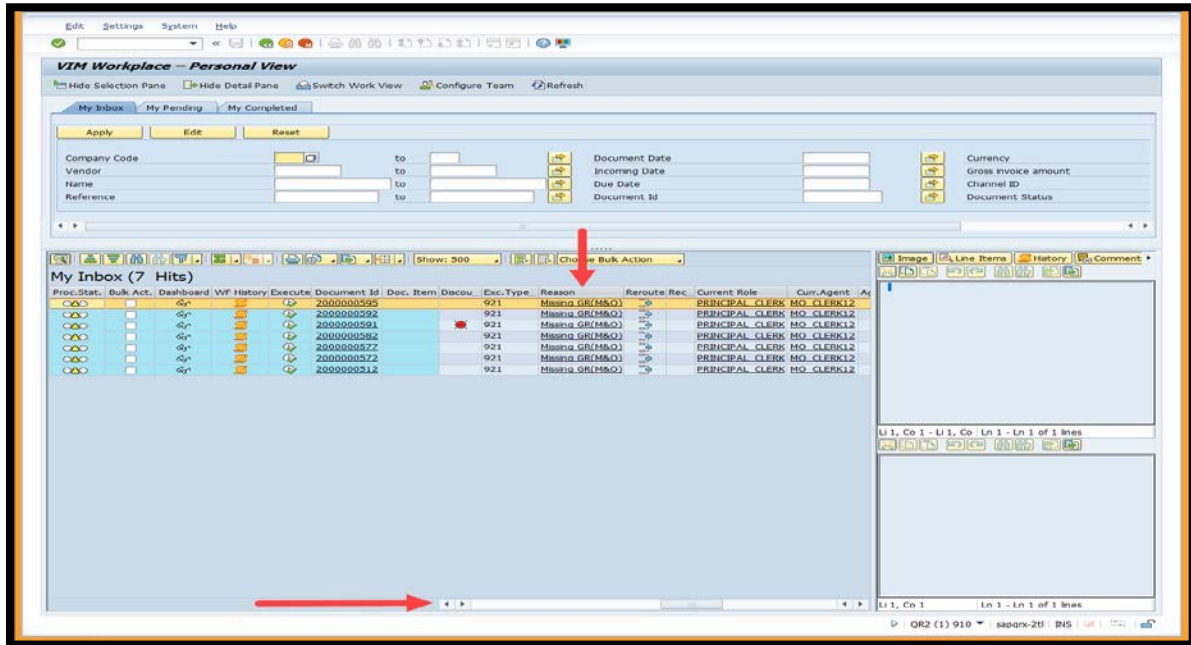 Edit Settings System Help
VIM Workplace – Personal View
Hide Selection Pane Hide Detail Pane Switch Work View Configure Team Refresh
My Inbox My Pending My Completed
Apply Edit Reset
Company Code to Document Date Currency
Vendor to Incoming Date Gross invoice amount
Name to Due Date Channel ID
Reference to Document Id Document Status
Show: 500 Choose Bulk Action Image Line Items History Comment
My Inbox (7 Hits)
Proc.Stat. Bulk Act. Dashboard WF History Execute Document Id Doc. Item Discou_ Exc.Type_ Reason Reroute Rec_ Current Role Curr.Agent
2000000595 921 Missing GR(M&O) PRINCIPAL_CLERK MO_CLERK12
2000000592 921 Missing GR(M&O) PRINCIPAL_CLERK MO_CLERK12
2000000591 921 Missing GR(M&O) PRINCIPAL_CLERK MO_CLERK12
2000000582 921 Missing GR(M&O) PRINCIPAL_CLERK MO_CLERK12
2000000577 921 Missing GR(M&O) PRINCIPAL_CLERK MO_CLERK12
2000000572 921 Missing GR(M&O) PRINCIPAL_CLERK MO_CLERK12
2000000512 921 Missing GR(M&O) PRINCIPAL_CLERK MO_CLERK12
Li 1, Co 1 - Li 1, Co Ln 1 - Ln 1 of 1 lines
Li 1, Co 1 Ln 1 - Ln 1 of 1 lines
QR2 (1) 910 INS